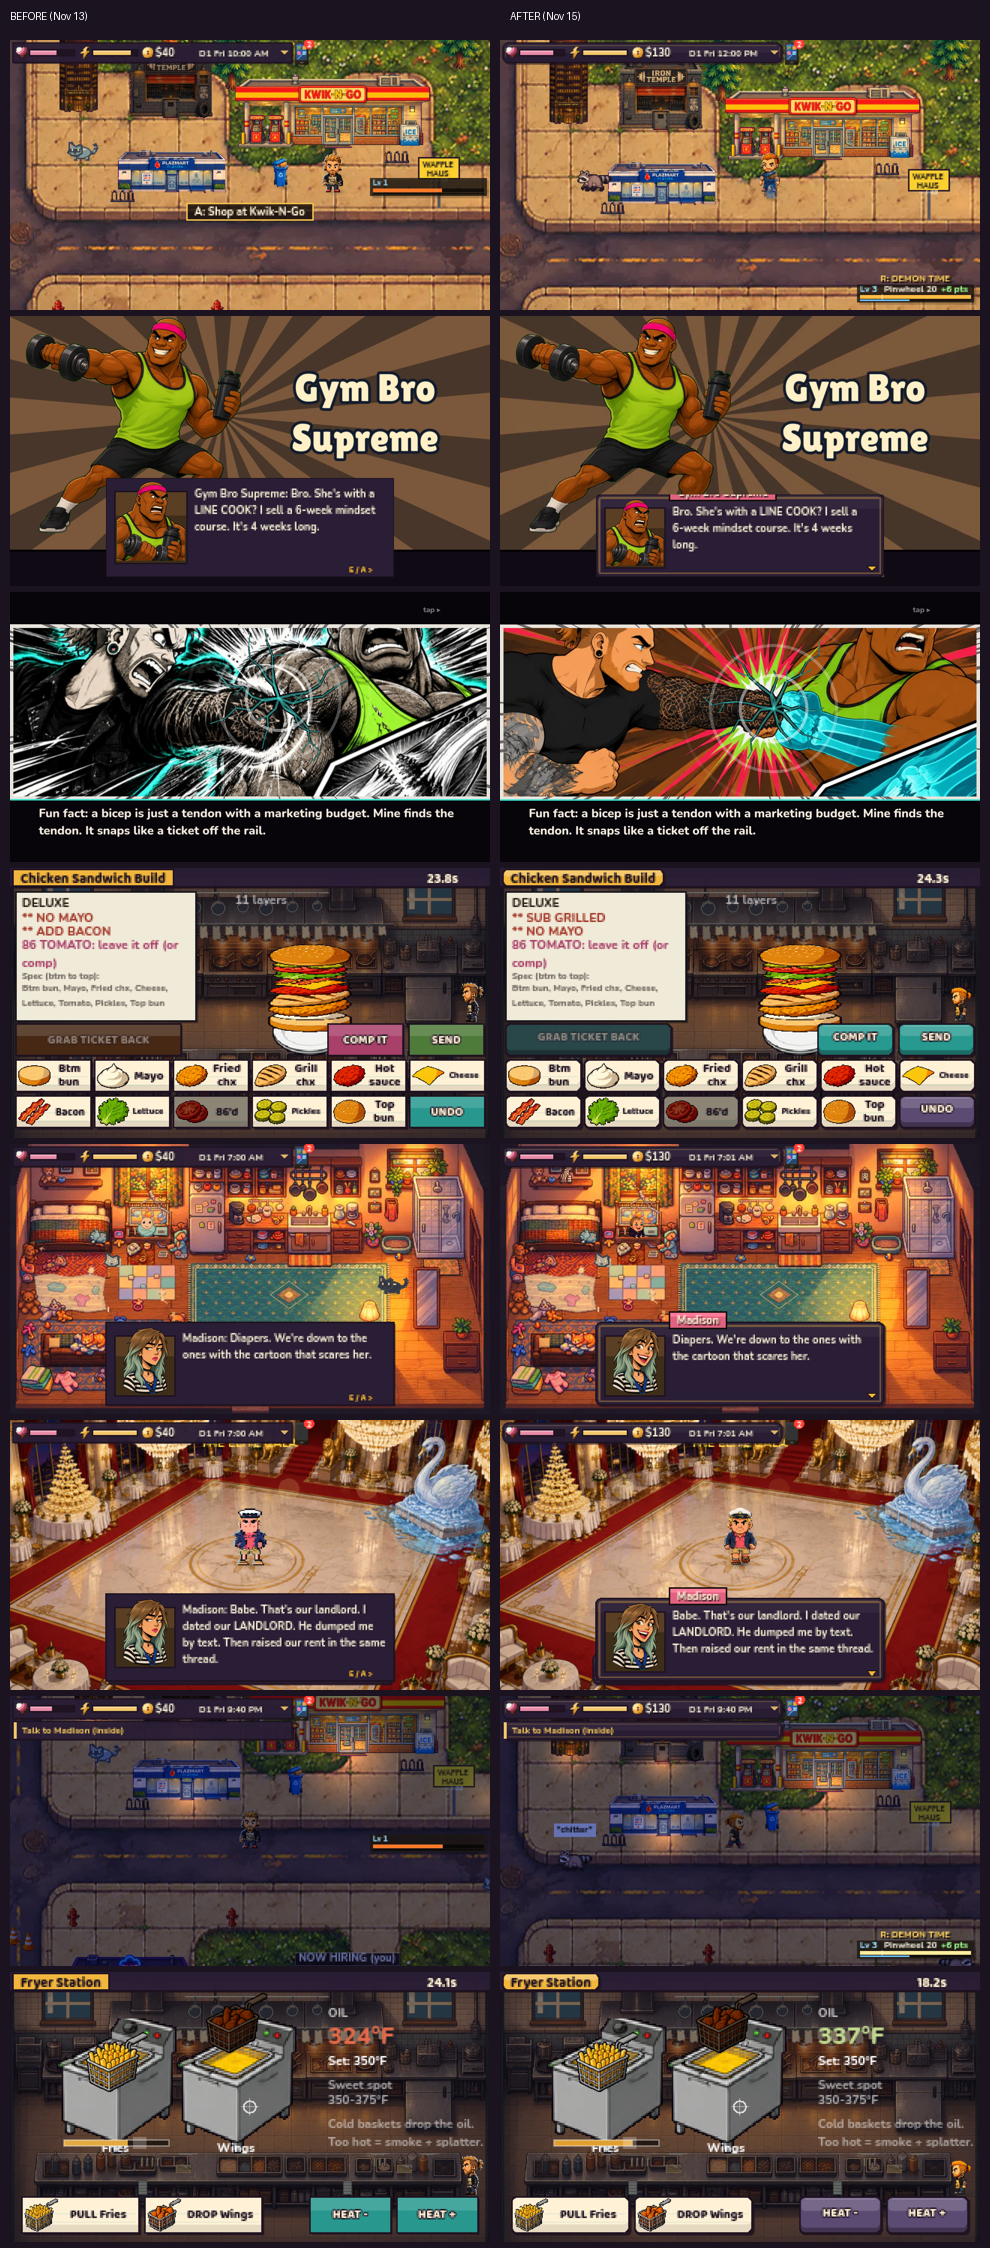 BEFORE (Nov 13)
AFTER (Nov 15)
$40
D1 Fri 10:00 AM
2
TEMPLE
KWIK-N-GO
ICE
PLAZMART
WAFFLE
HAUS
Lv 1
A: Shop at Kwik-N-Go
$130
D1 Fri 12:00 PM
2
IRON
TEMPLE
KWIK-N-GO
ICE
PLAZMART
WAFFLE
HAUS
R: DEMON TIME
Lv 3 Pinwheel 20 +6 pts
Gym Bro
Supreme
Gym Bro Supreme: Bro. She's with a
LINE COOK? I sell a 6-week mindset
course. It's 4 weeks long.
E/A>
Gym Bro
Supreme
Gym Bro Supreme
Bro. She's with a LINE COOK? I sell a
6-week mindset course. It's 4 weeks
long.
tap ▸
Fun fact: a bicep is just a tendon with a marketing budget. Mine finds the
tendon. It snaps like a ticket off the rail.
tap ▸
Fun fact: a bicep is just a tendon with a marketing budget. Mine finds the
tendon. It snaps like a ticket off the rail.
Chicken Sandwich Build
23.8s
DELUXE
** NO MAYO
** ADD BACON
86 TOMATO: leave it off (or
comp)
Spec (btm to top):
Btm bun, Mayo, Fried chx, Cheese,
Lettuce, Tomato, Pickles, Top bun
11 layers
GRAB TICKET BACK
COMP IT
SEND
Btm
bun
Mayo
Fried
chx
Grill
chx
Hot
sauce
Cheese
Bacon
Lettuce
86'd
Pickles
Top
bun
UNDO
Chicken Sandwich Build
24.3s
DELUXE
** SUB GRILLED
** NO MAYO
86 TOMATO: leave it off (or
comp)
Spec (btm to top):
Btm bun, Mayo, Fried chx, Cheese,
Lettuce, Tomato, Pickles, Top bun
11 layers
GRAB TICKET BACK
COMP IT
SEND
Btm
bun
Mayo
Fried
chx
Grill
chx
Hot
sauce
Cheese
Bacon
Lettuce
86'd
Pickles
Top
bun
UNDO
$40
D1 Fri 7:00 AM
2
Madison: Diapers. We're down to the
ones with the cartoon that scares her.
E/A>
$130
D1 Fri 7:01 AM
2
Madison
Diapers. We're down to the ones with
the cartoon that scares her.
$40
D1 Fri 7:00 AM
2
Madison: Babe. That's our landlord. I
dated our LANDLORD. He dumped me
by text. Then raised our rent in the same
thread.
E/A>
$130
D1 Fri 7:01 AM
2
Madison
Babe. That's our landlord. I dated our
LANDLORD. He dumped me by text.
Then raised our rent in the same thread.
$40
D1 Fri 9:40 PM
2
Talk to Madison (inside)
KWIK-N-GO
ICE
PLAZMART
WAFFLE
HAUS
Lv 1
NOW HIRING (you)
$130
D1 Fri 9:40 PM
2
Talk to Madison (inside)
KWIK-N-GO
ICE
PLAZMART
WAFFLE
HAUS
*chitter*
R: DEMON TIME
Lv 3 Pinwheel 20 +6 pts
Fryer Station
24.1s
OIL
324°F
Set: 350°F
Sweet spot
350-375°F
Cold baskets drop the oil.
Too hot = smoke + splatter.
Fries
Wings
PULL Fries
DROP Wings
HEAT -
HEAT +
Fryer Station
18.2s
OIL
337°F
Set: 350°F
Sweet spot
350-375°F
Cold baskets drop the oil.
Too hot = smoke + splatter.
Fries
Wings
PULL Fries
DROP Wings
HEAT -
HEAT +